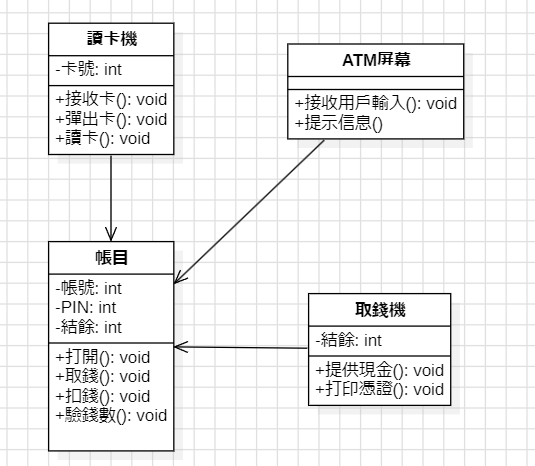 讀卡機
-卡號: int
+接收卡(): void
+彈出卡(): void
+讀卡(): void
ATM屏幕
+接收用戶輸入(): void
+提示信息()
帳目
-帳號: int
-PIN: int
-結餘: int
+打開(): void
+取錢(): void
+扣錢(): void
+驗錢數(): void
取錢機
-結餘: int
+提供現金(): void
+打印憑證(): void